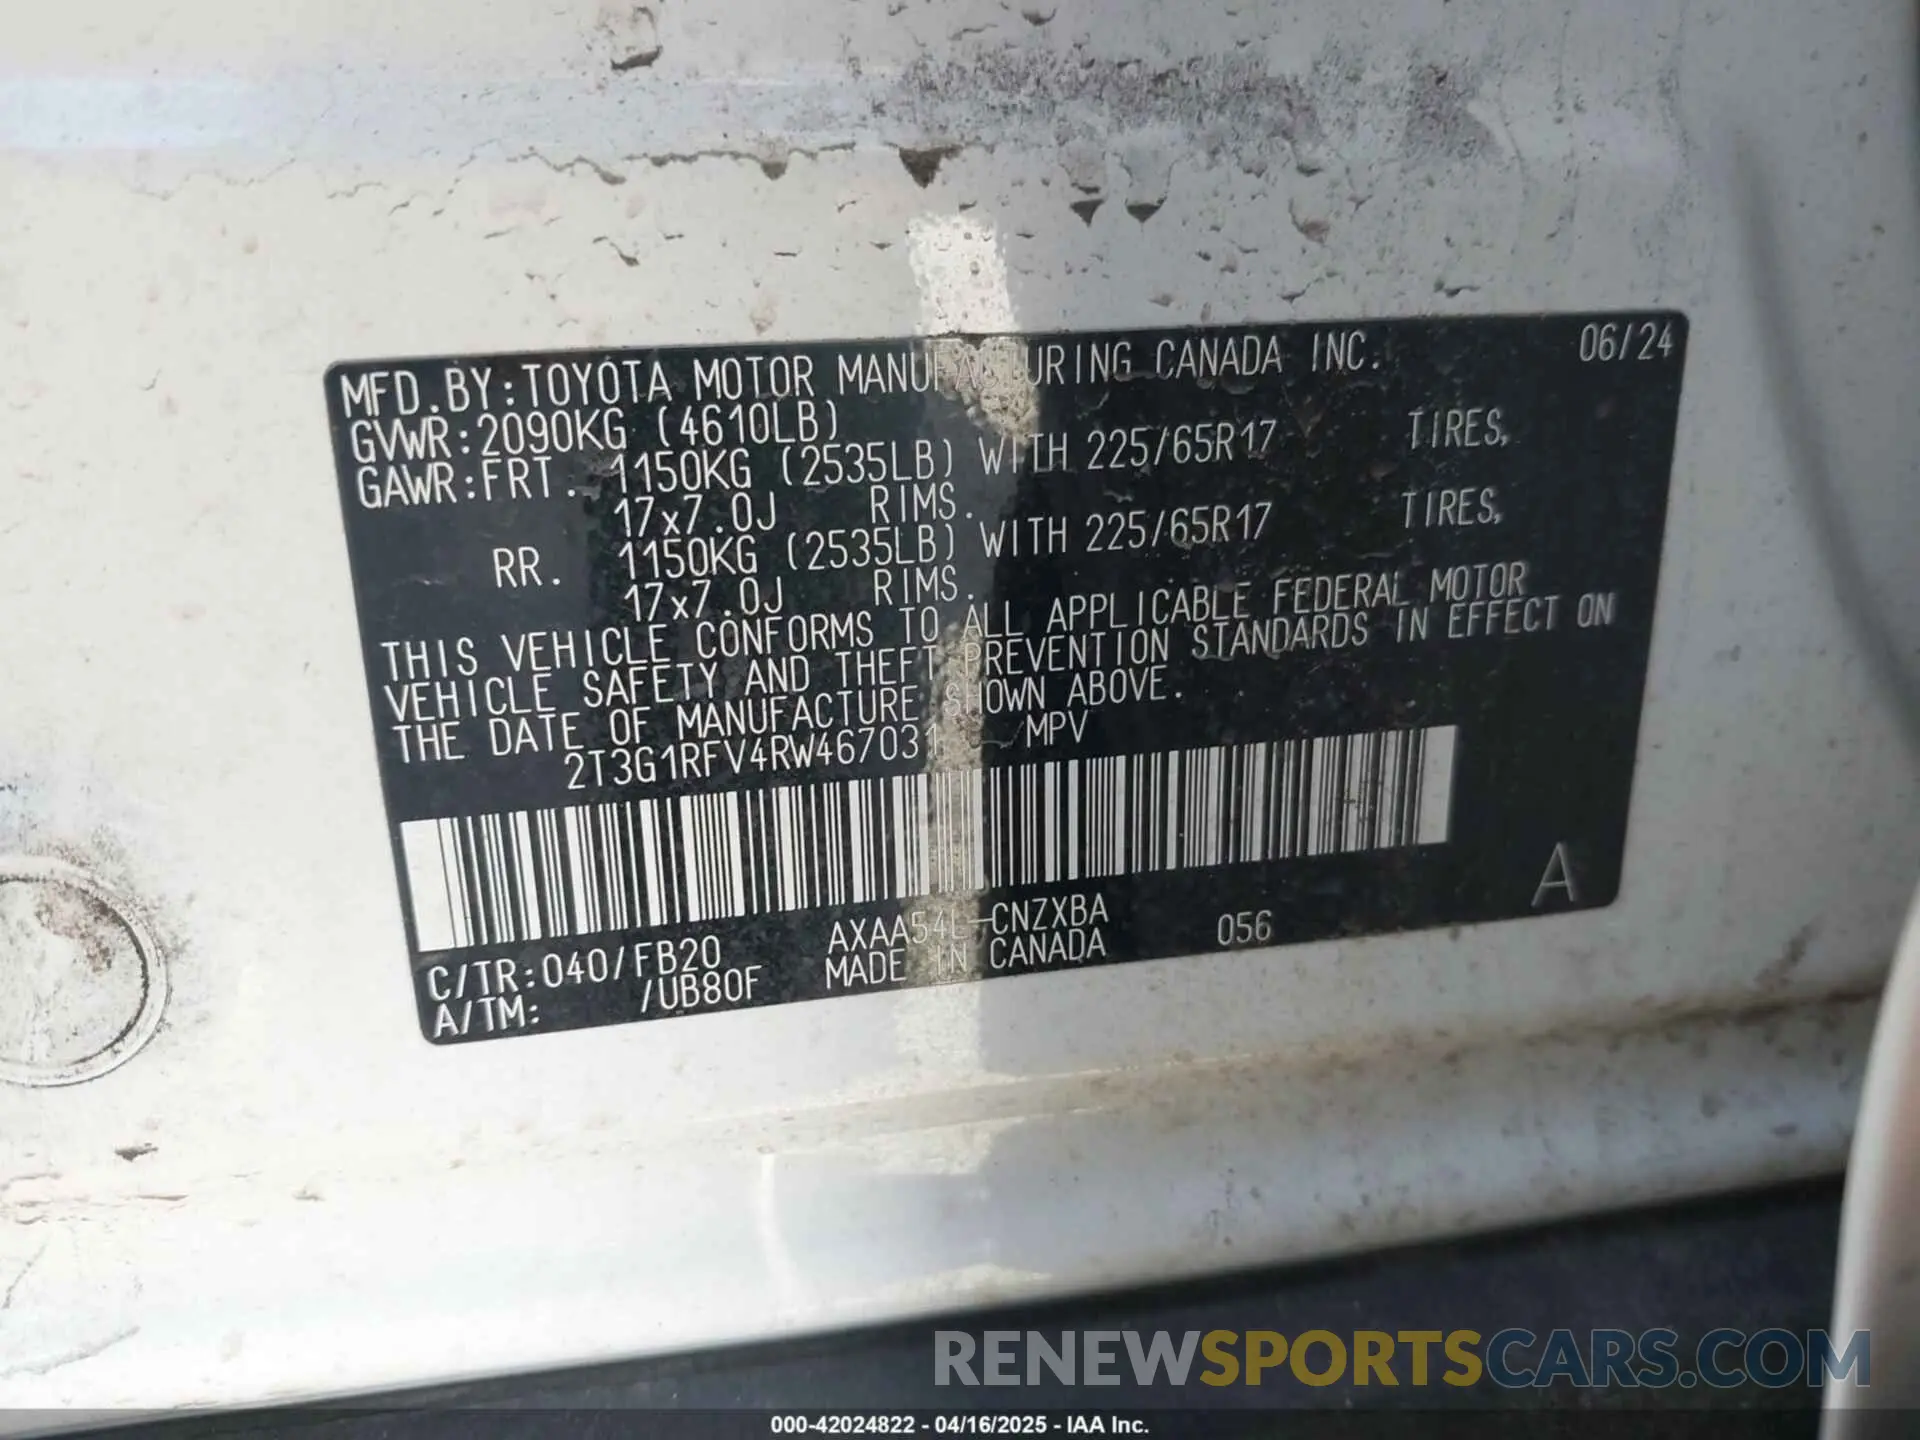 MFD.BY:TOYOTA MOTOR MANUFACTURING CANADA INC. 06/24
GVWR:2090KG (4610LB)
GAWR:FRT. 1150KG (2535LB) WITH 225/65R17 TIRES,
17x7.0J RIMS.
RR. 1150KG (2535LB) WITH 225/65R17 TIRES,
17x7.0J RIMS.
THIS VEHICLE CONFORMS TO ALL APPLICABLE FEDERAL MOTOR
VEHICLE SAFETY AND THEFT PREVENTION STANDARDS IN EFFECT ON
THE DATE OF MANUFACTURE SHOWN ABOVE.
2T3G1RFV4RW467031 MPV
A
C/TR:040/FB20 AXAA54L-CNZXBA 056
A/TM: /UB80F MADE IN CANADA
RENEWSPORTSCARS.COM
000-42024822 - 04/16/2025 - IAA Inc.